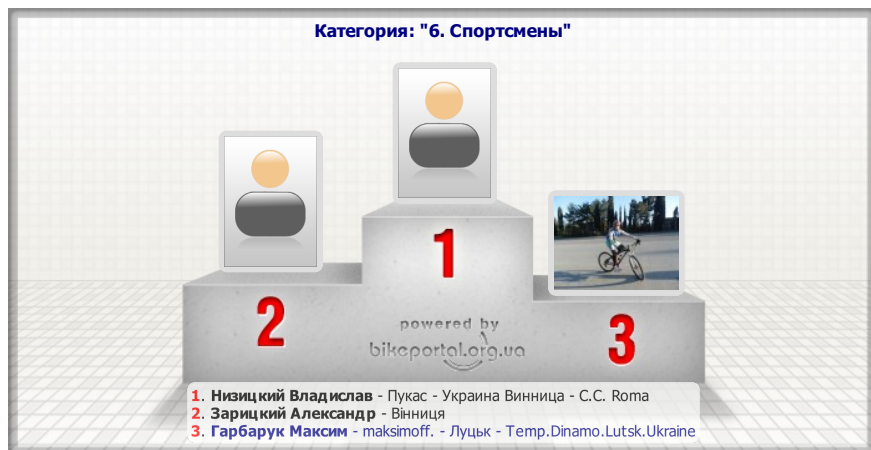 Категория: "6. Спортсмены"
1
2
3
powered by
bikeportal.org.ua
1. Низицкий Владислав - Пукас - Украина Винница - C.C. Roma
2. Зарицкий Александр - Вінниця
3. Гарбарук Максим - maksimoff. - Луцьк - Temp.Dinamo.Lutsk.Ukraine